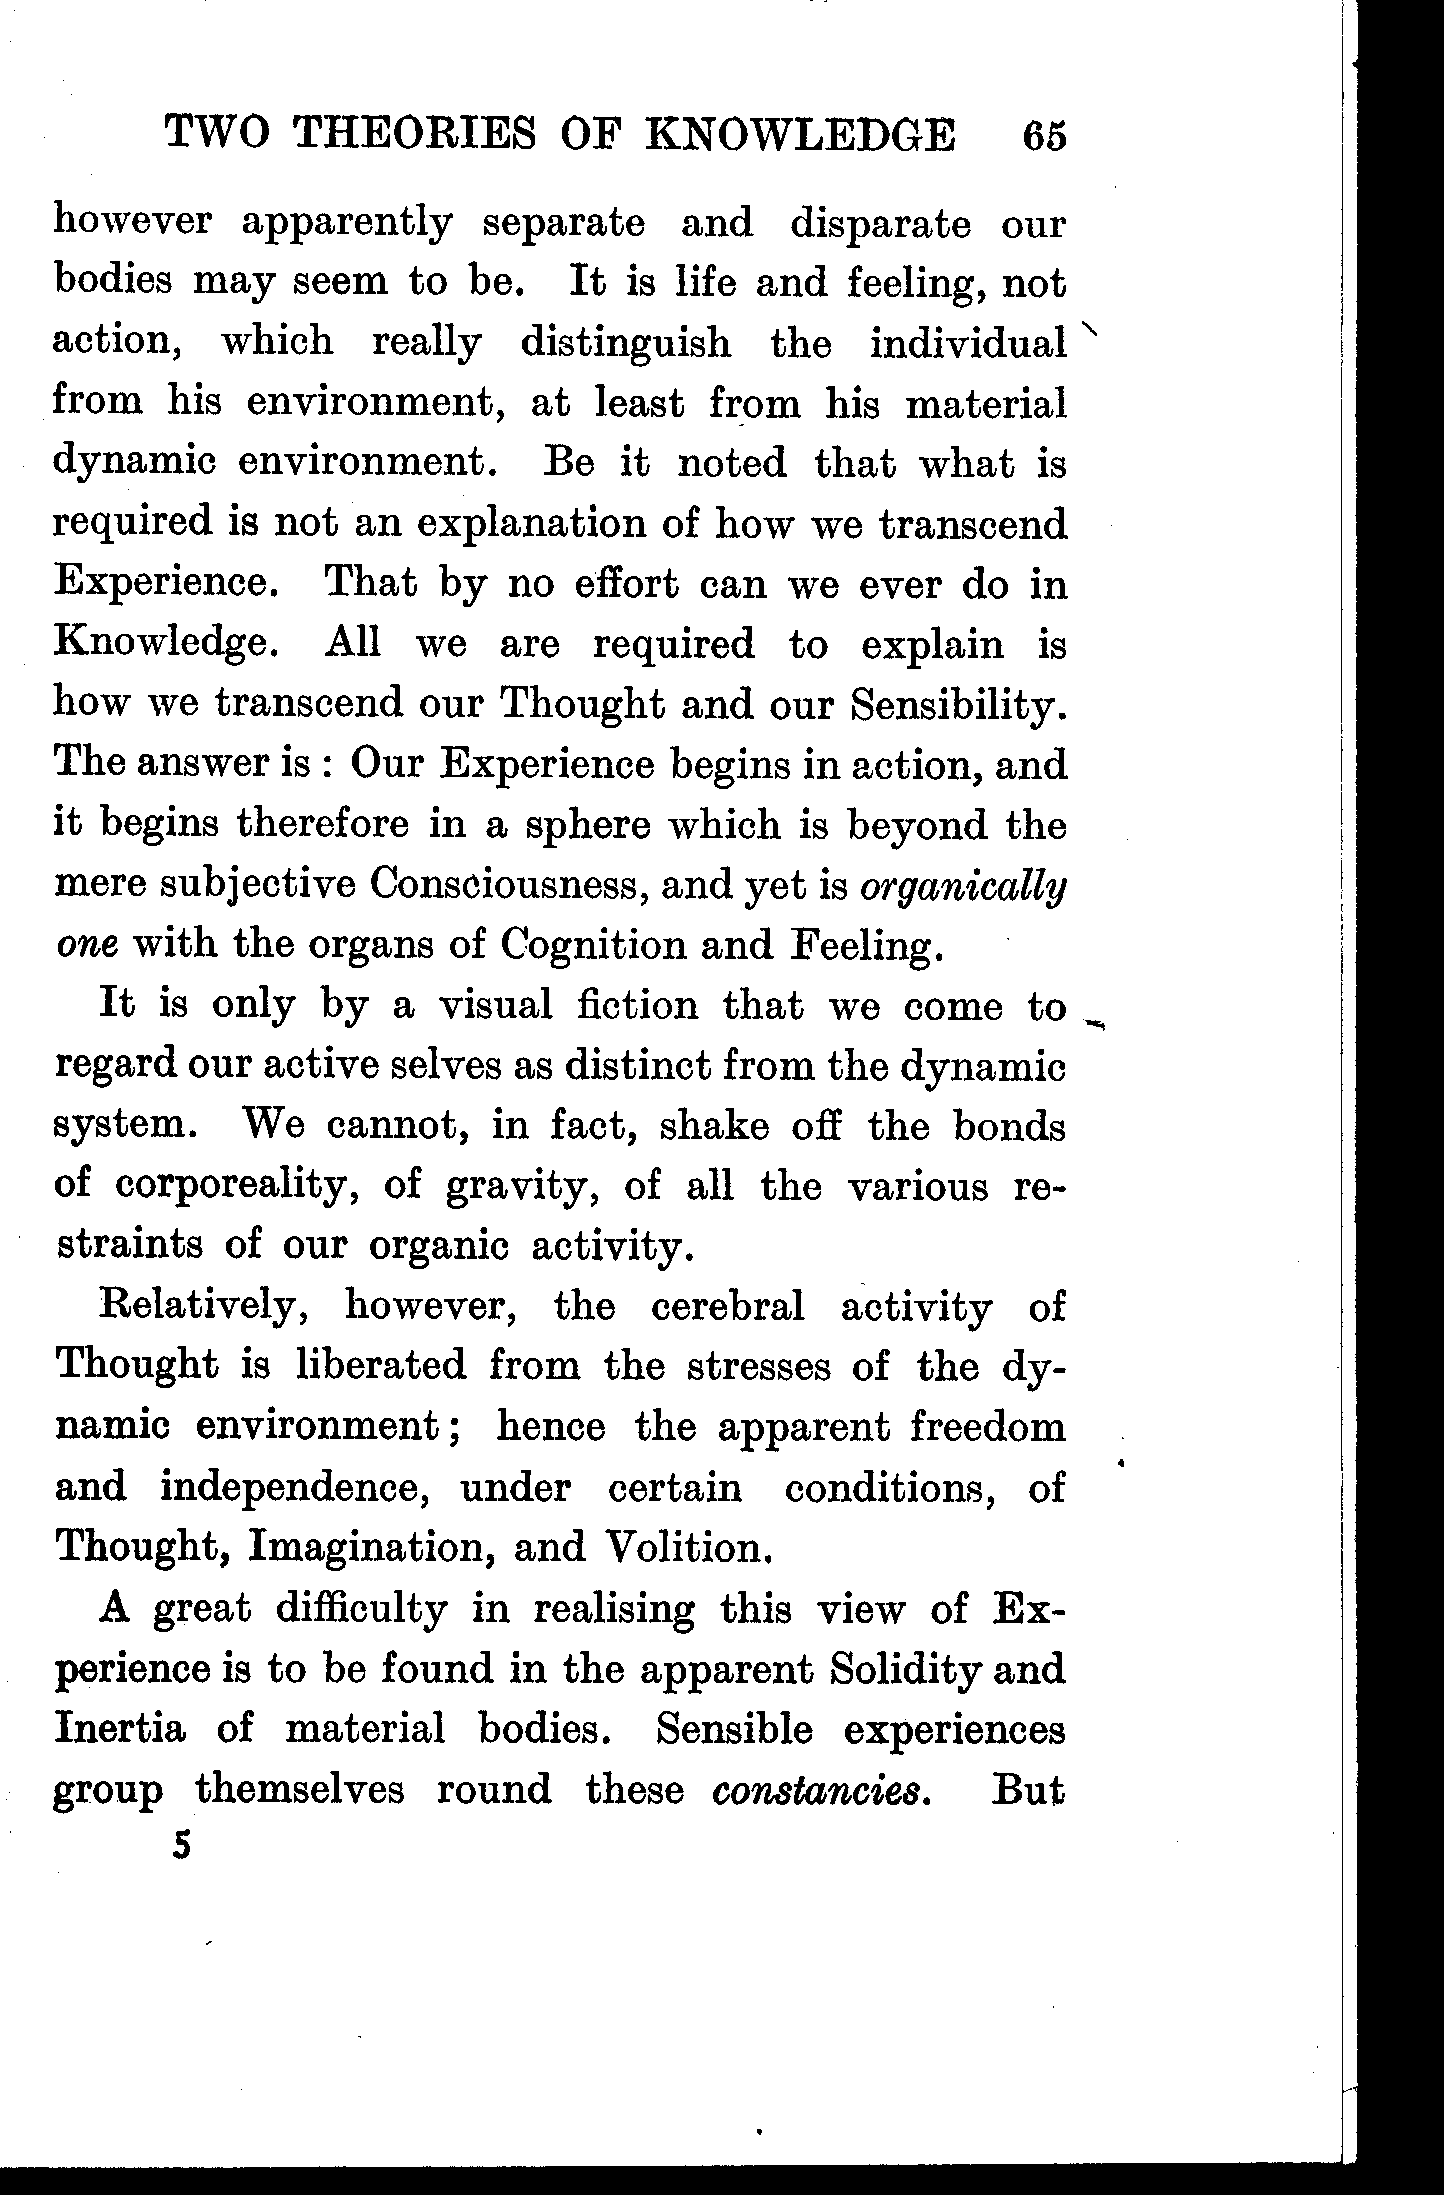 TWO THEORIES OF KNOWLEDGE 65
however apparently separate and disparate our
bodies may seem to be. It is life and feeling, not
action, which really distinguish the individual
from his environment, at least from his material
dynamic environment. Be it noted that what is
required is not an explanation of how we transcend
Experience. That by no effort can we ever do in
Knowledge. All we are required to explain is
how we transcend our Thought and our Sensibility.
The answer is : Our Experience begins in action, and
it begins therefore in a sphere which is beyond the
mere subjective Consciousness, and yet is organically
one with the organs of Cognition and Feeling.
It is only by a visual fiction that we come to
regard our active selves as distinct from the dynamic
system. We cannot, in fact, shake off the bonds
of corporeality, of gravity, of all the various re-
straints of our organic activity.
Relatively, however, the cerebral activity of
Thought is liberated from the stresses of the dy-
namic environment ; hence the apparent freedom
and independence, under certain conditions, of
Thought, Imagination, and Volition.
A great difficulty in realising this view of Ex-
perience is to be found in the apparent Solidity and
Inertia of material bodies. Sensible experiences
group themselves round these constancies. But
5